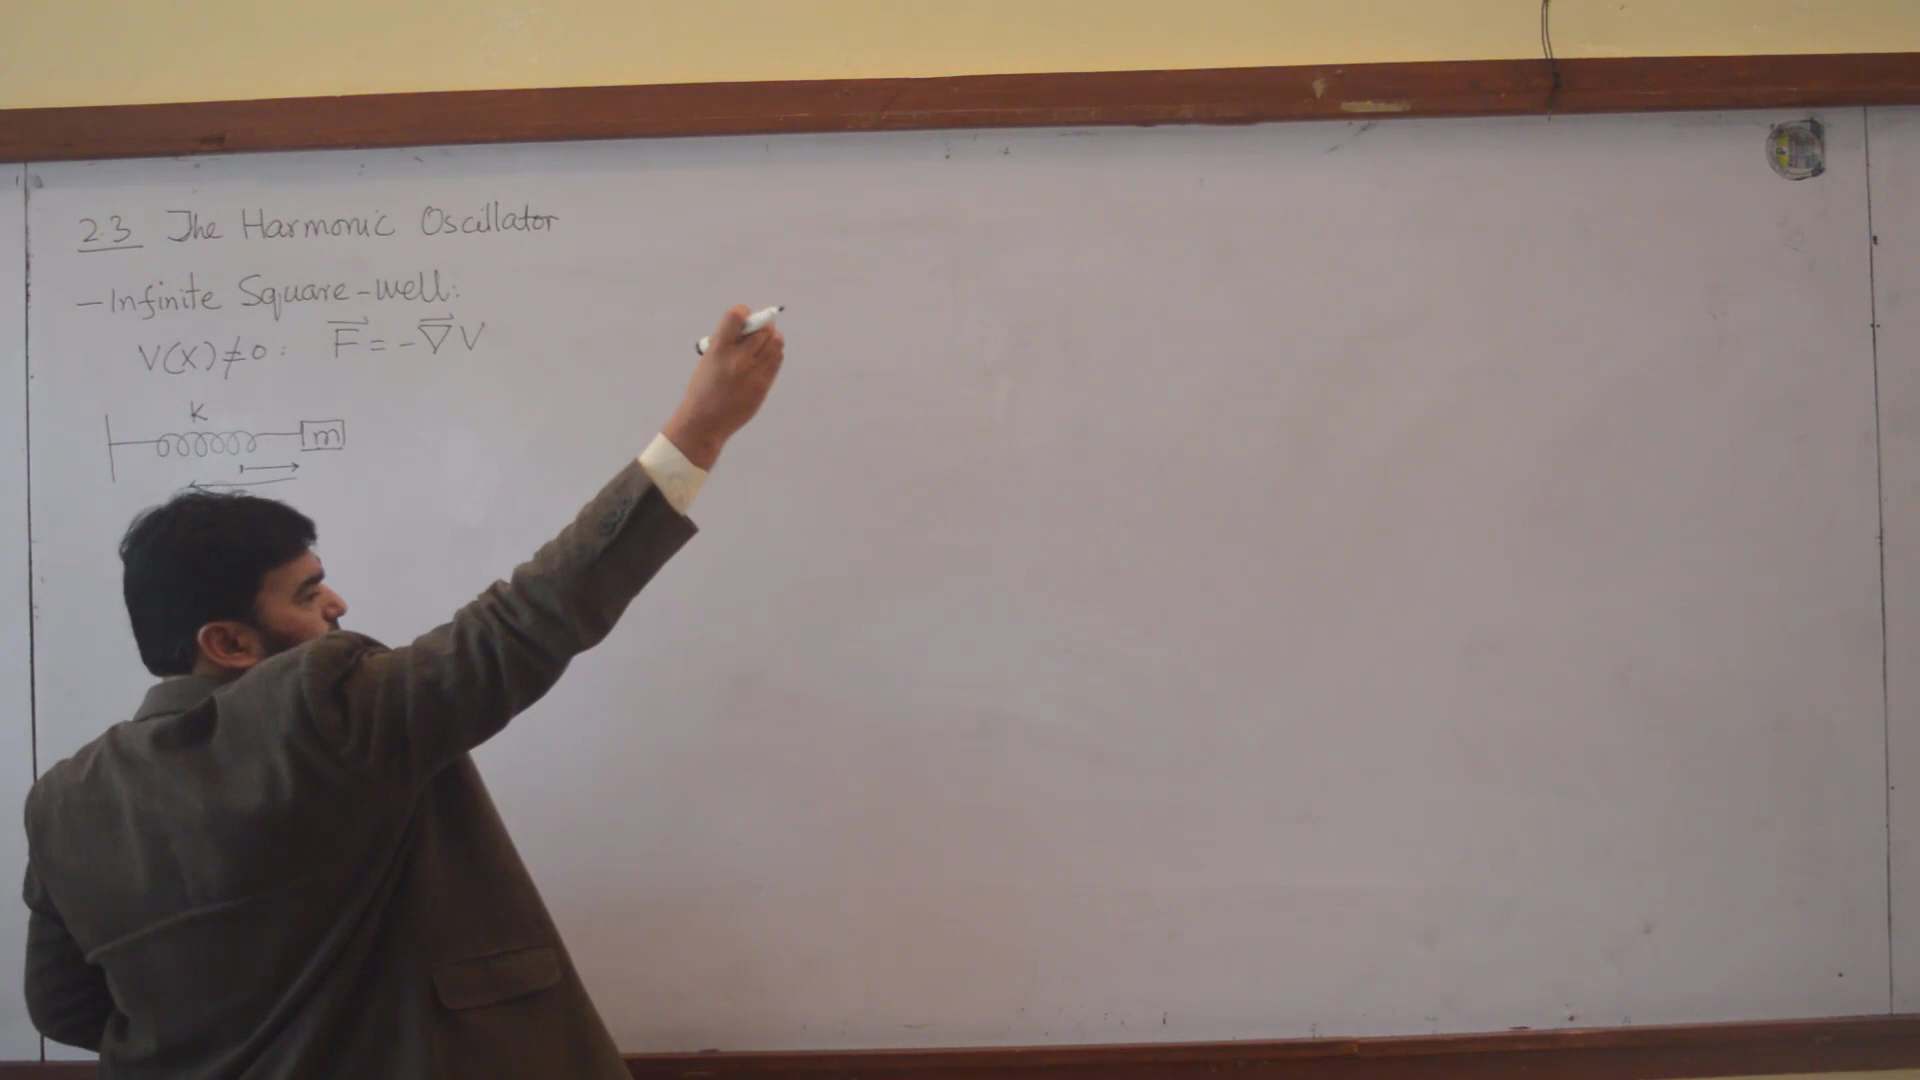 2.3 The Harmonic Oscillator
- Infinite Square-well:
V(x) ≠ 0 : F⃗ = -∇⃗V
K
m